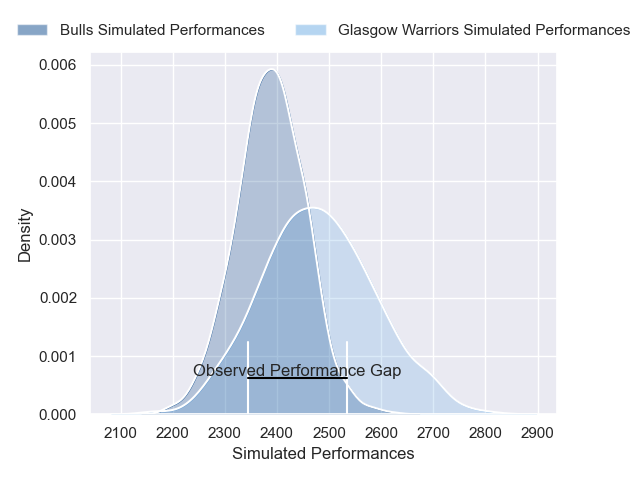 Bulls Simulated Performances
Glasgow Warriors Simulated Performances
0.006
0.005
0.004
0.003
0.002
0.001
0.000
Density
Observed Performance Gap
2100 2200 2300 2400 2500 2600 2700 2800 2900
Simulated Performances